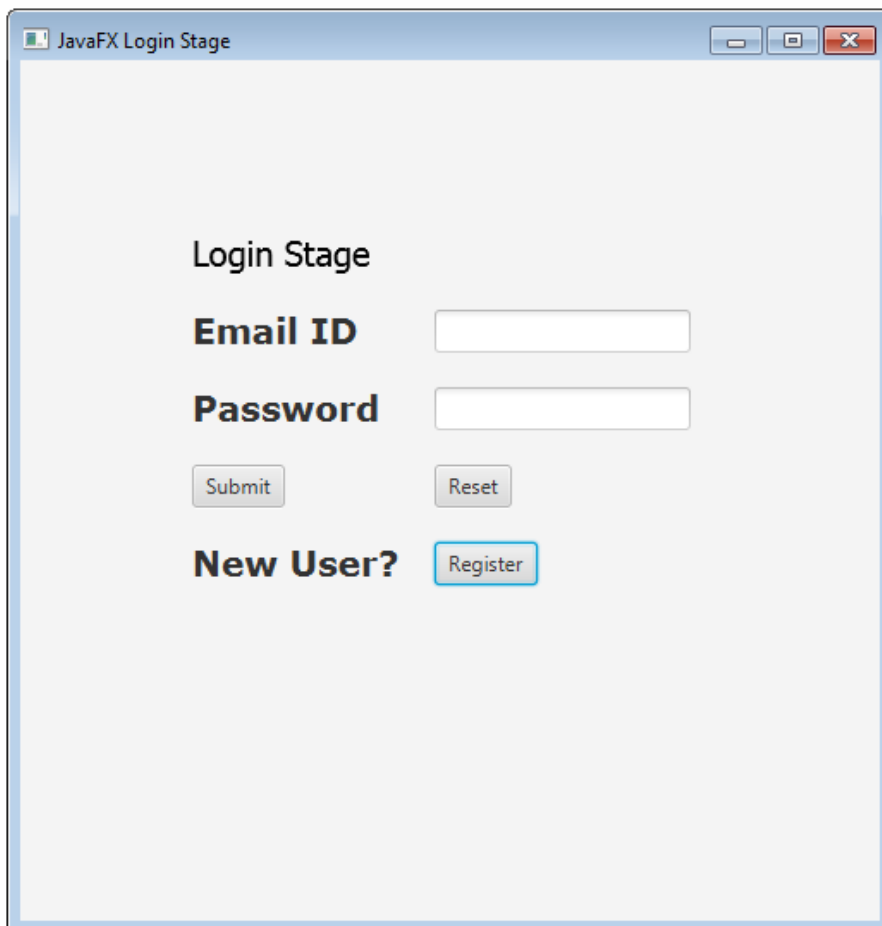 JavaFX Login Stage
Login Stage
Email ID
Password
Submit Reset
New User? Register